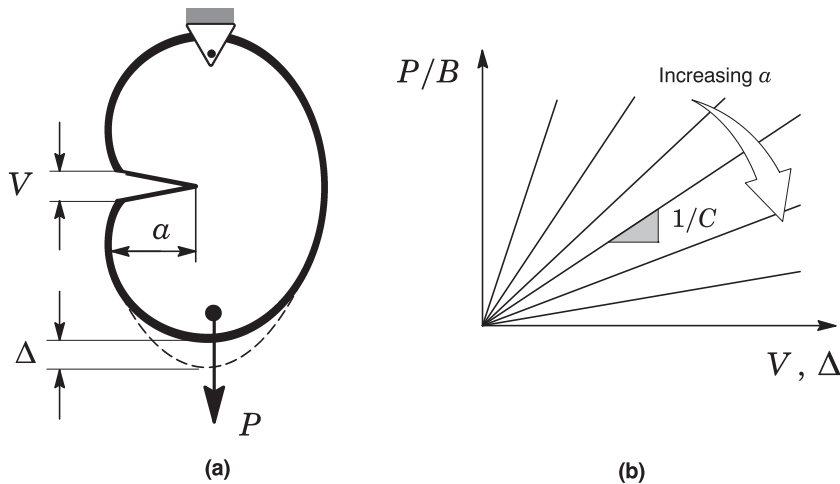 V
a
Δ
P
(a)
P/B
Increasing a
1/C
V , Δ
(b)